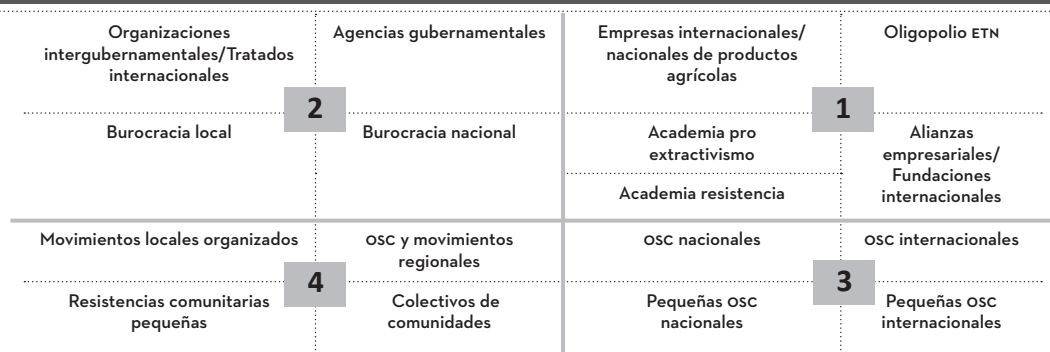 Organizaciones
intergubernamentales/Tratados
internacionales
Agencias gubernamentales
2
Burocracia local
Burocracia nacional
Empresas internacionales/
nacionales de productos
agrícolas
Oligopolio ETN
1
Academia pro
extractivismo
Academia resistencia
Alianzas
empresariales/
Fundaciones
internacionales
Movimientos locales organizados
OSC y movimientos
regionales
4
Resistencias comunitarias
pequeñas
Colectivos de
comunidades
OSC nacionales
OSC internacionales
3
Pequeñas OSC
nacionales
Pequeñas OSC
internacionales